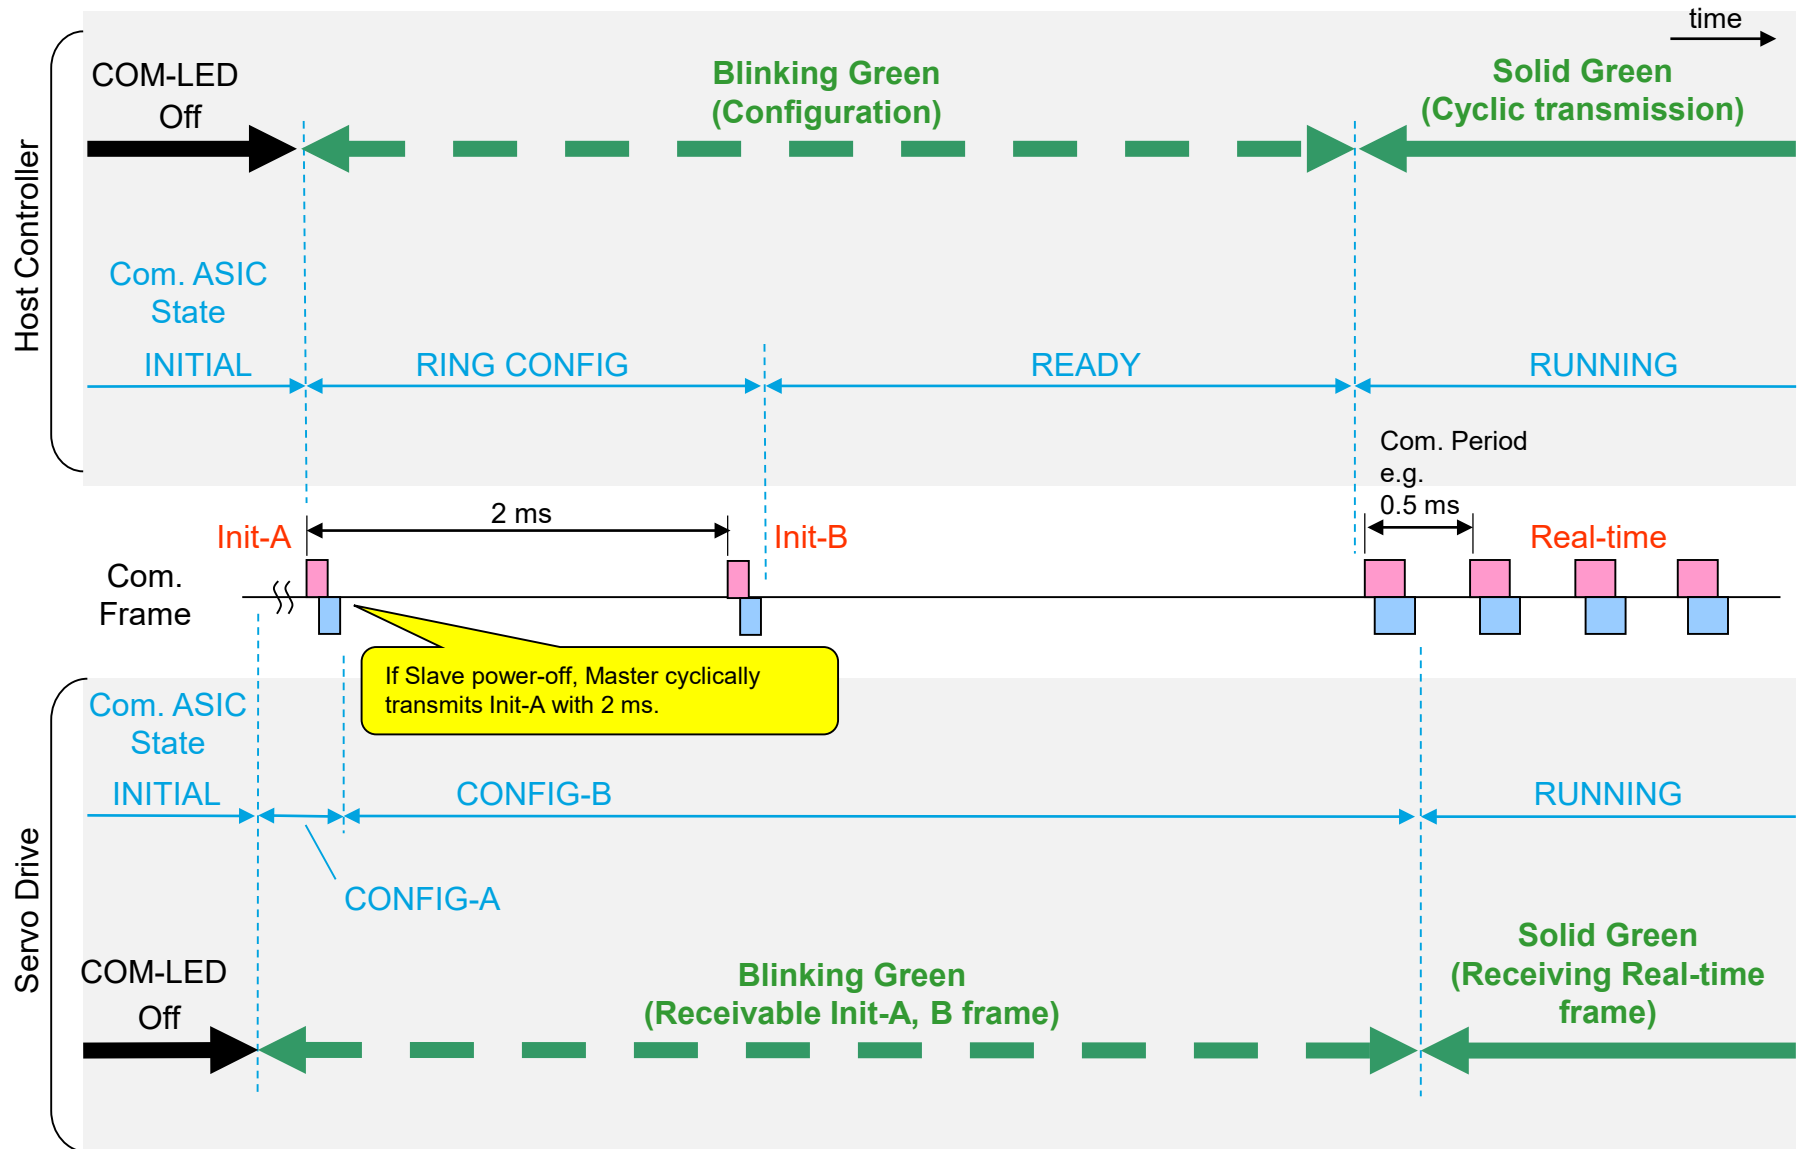 time
Host Controller
COM-LED
Off
Blinking Green
(Configuration)
Solid Green
(Cyclic transmission)
Com. ASIC
State
INITIAL
RING CONFIG
READY
RUNNING
Com. Period
e.g.
0.5 ms
2 ms
Init-A
Init-B
Real-time
Com.
Frame
If Slave power-off, Master cyclically
transmits Init-A with 2 ms.
Servo Drive
Com. ASIC
State
INITIAL
CONFIG-B
RUNNING
CONFIG-A
COM-LED
Off
Blinking Green
(Receivable Init-A, B frame)
Solid Green
(Receiving Real-time
frame)